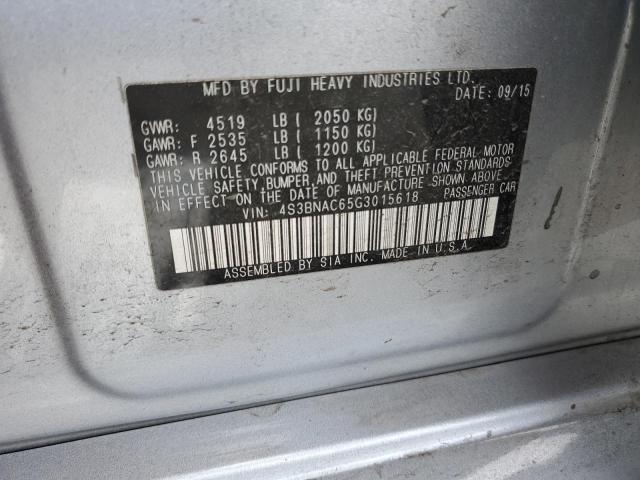 MFD BY FUJI HEAVY INDUSTRIES LTD.
DATE: 09/15
GVWR: 4519 LB ( 2050 KG)
GAWR: F 2535 LB ( 1150 KG)
GAWR: R 2645 LB ( 1200 KG)
THIS VEHICLE CONFORMS TO ALL APPLICABLE FEDERAL MOTOR
VEHICLE SAFETY, BUMPER, AND THEFT PREVENTION STANDARDS
IN EFFECT ON THE DATE OF MANUFACTURE SHOWN ABOVE
VIN: 4S3BNAC65G3015618 PASSENGER CAR
ASSEMBLED BY SIA INC. MADE IN U.S.A.